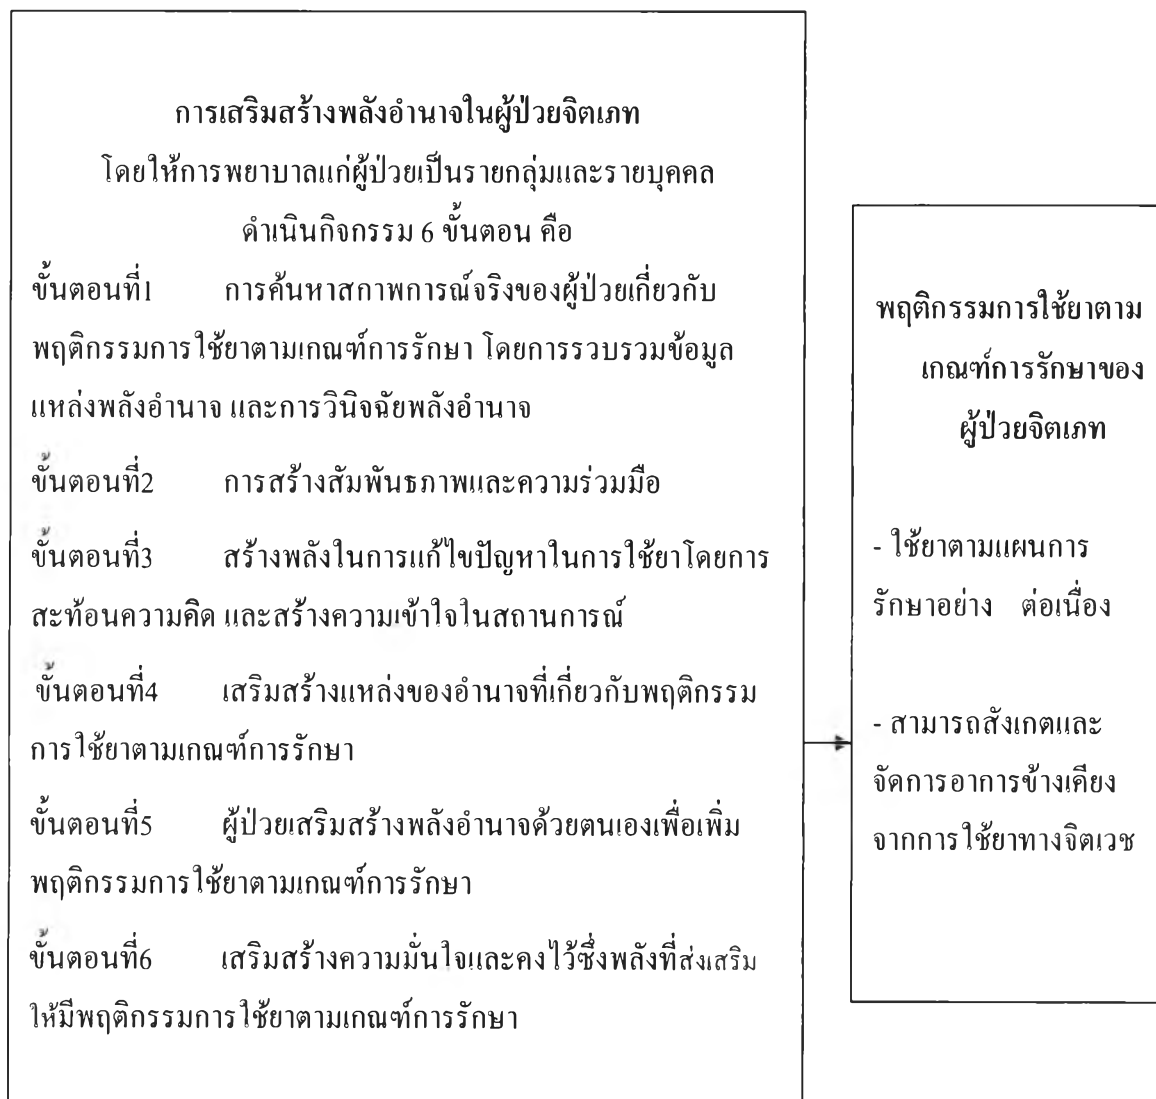 การเสริมสร้างพลังอำนาจในผู้ป่วยจิตเภท
โดยให้การพยาบาลแก่ผู้ป่วยเป็นรายกลุ่มและรายบุคคล
ดำเนินกิจกรรม 6 ขั้นตอน คือ
ขั้นตอนที่1 การค้นหาสภาพการณ์จริงของผู้ป่วยเกี่ยวกับ
พฤติกรรมการใช้ยาตามเกณฑ์การรักษา โดยการรวบรวมข้อมูล
แหล่งพลังอำนาจ และการวินิจฉัยพลังอำนาจ
ขั้นตอนที่2 การสร้างสัมพันธภาพและความร่วมมือ
ขั้นตอนที่3 สร้างพลังในการแก้ไขปัญหาในการใช้ยาโดยการ
สะท้อนความคิด และสร้างความเข้าใจในสถานการณ์
ขั้นตอนที่4 เสริมสร้างแหล่งของอำนาจที่เกี่ยวกับพฤติกรรม
การใช้ยาตามเกณฑ์การรักษา
ขั้นตอนที่5 ผู้ป่วยเสริมสร้างพลังอำนาจด้วยตนเองเพื่อเพิ่ม
พฤติกรรมการใช้ยาตามเกณฑ์การรักษา
ขั้นตอนที่6 เสริมสร้างความมั่นใจและคงไว้ซึ่งพลังที่ส่งเสริม
ให้มีพฤติกรรมการใช้ยาตามเกณฑ์การรักษา
พฤติกรรมการใช้ยาตาม
เกณฑ์การรักษาของ
ผู้ป่วยจิตเภท
- ใช้ยาตามแผนการ
รักษาอย่าง ต่อเนื่อง
- สามารถสังเกตและ
จัดการอาการข้างเคียง
จากการใช้ยาทางจิตเวช